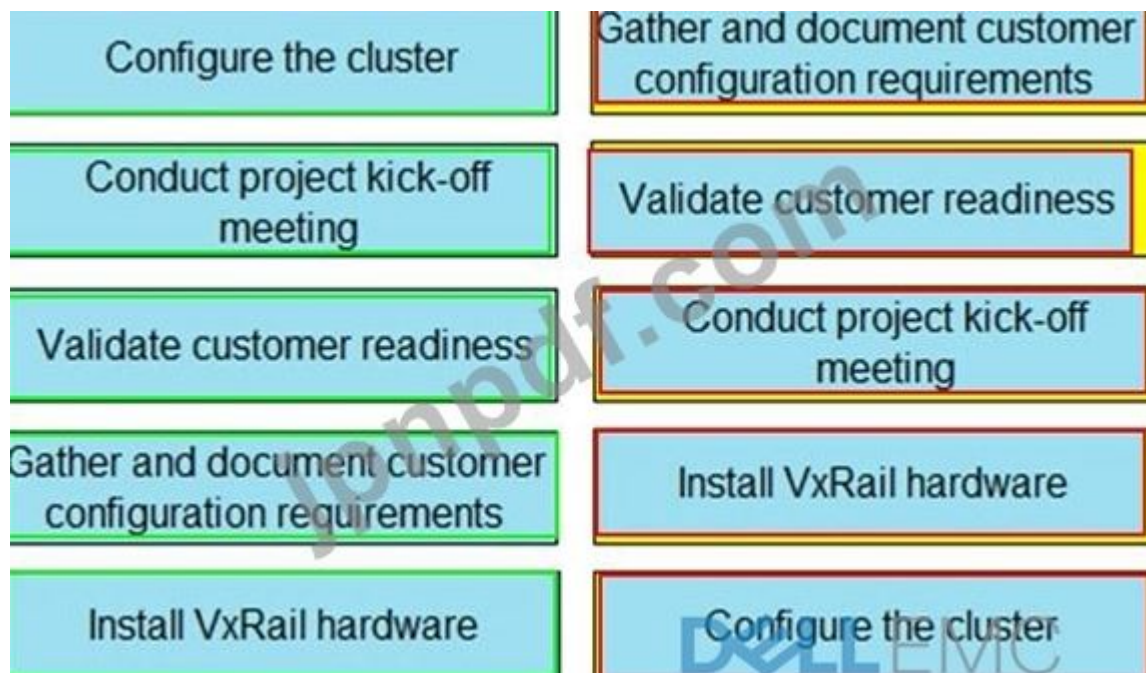 Configure the cluster
Gather and document customer
configuration requirements
Conduct project kick-off
meeting
Validate customer readiness
Validate customer readiness
Conduct project kick-off
meeting
Gather and document customer
configuration requirements
Install VxRail hardware
Install VxRail hardware
Configure the cluster
jpnpdf.com
DELL EMC